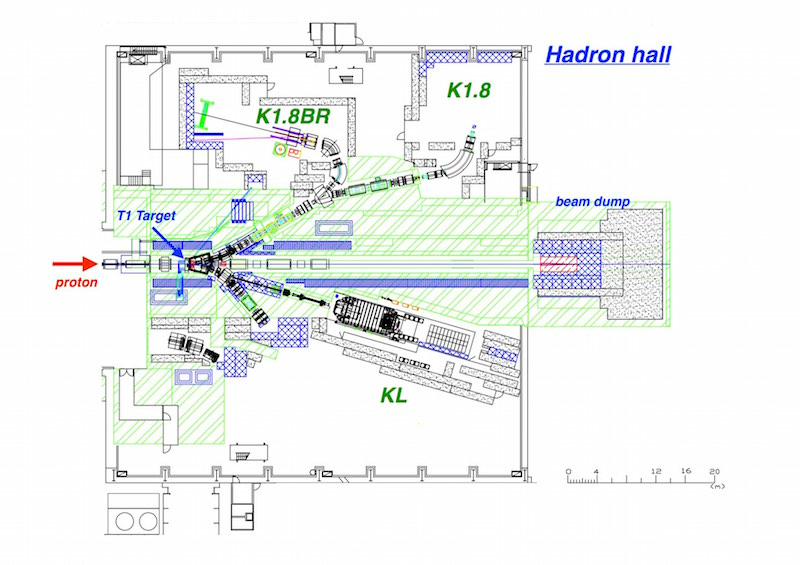 Hadron hall
K1.8
K1.8BR
beam dump
T1 Target
proton
KL
0 4 12 16 20
(m)